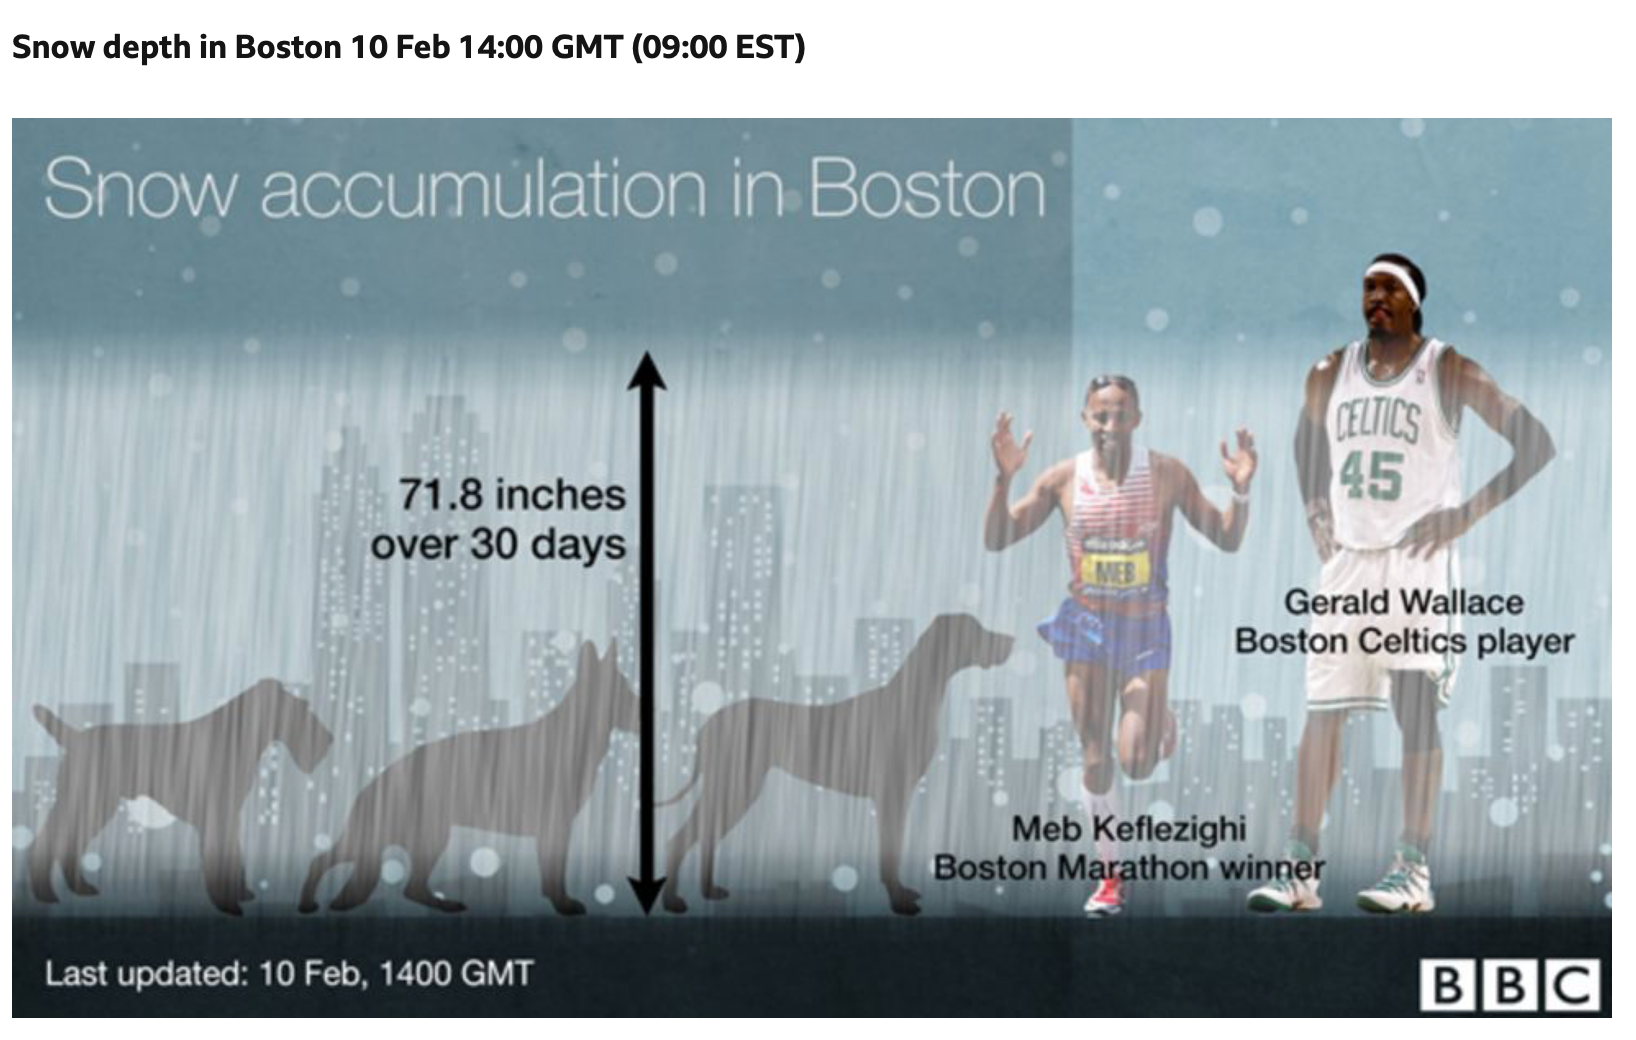 Snow depth in Boston 10 Feb 14:00 GMT (09:00 EST)
Snow accumulation in Boston
71.8 inches
over 30 days
CELTICS
45
MEB
Gerald Wallace
Boston Celtics player
Meb Keflezighi
Boston Marathon winner
Last updated: 10 Feb, 1400 GMT
BBC